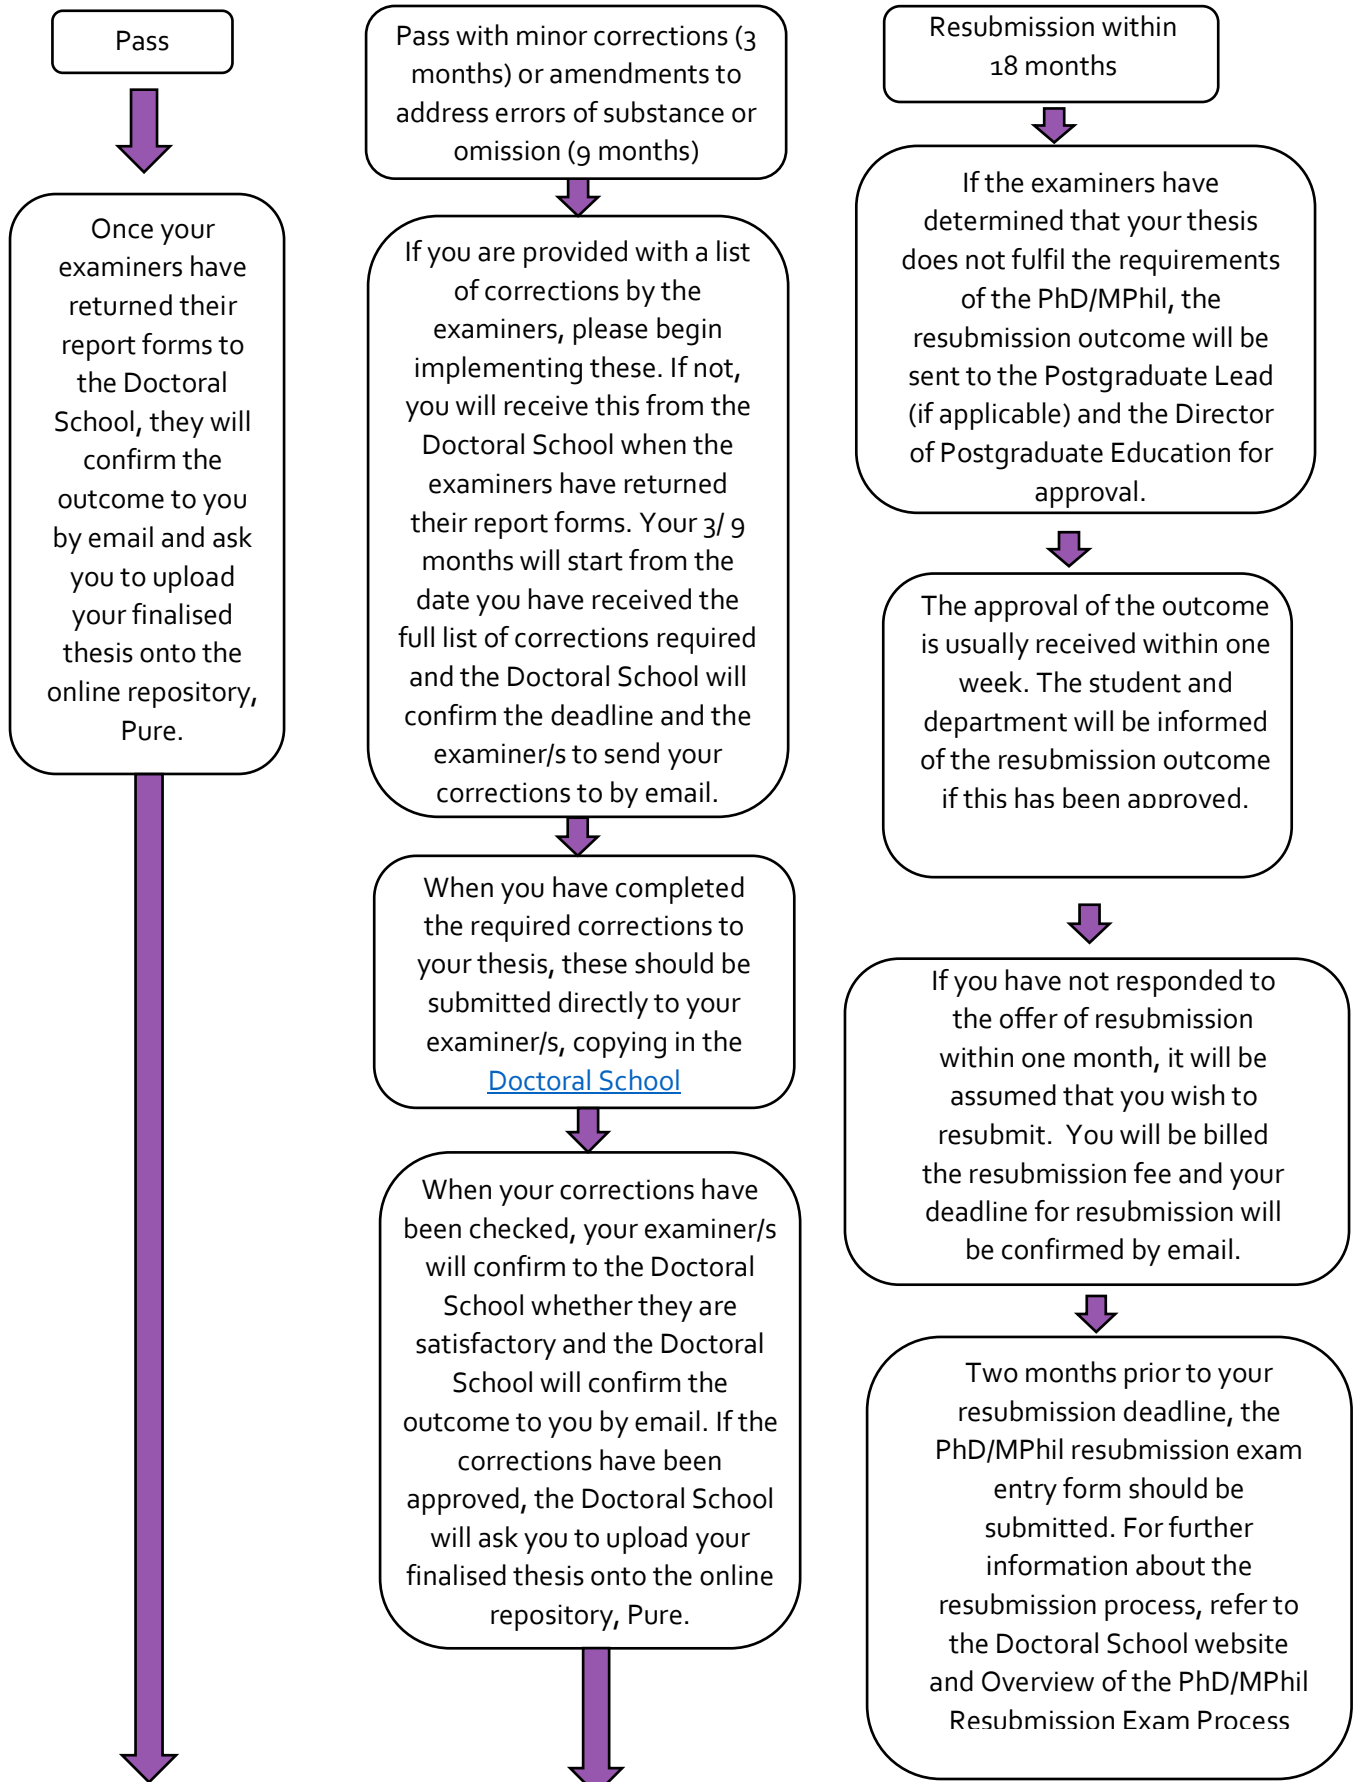 Pass
Once your
examiners have
returned their
report forms to
the Doctoral
School, they will
confirm the
outcome to you
by email and ask
you to upload
your finalised
thesis onto the
online repository,
Pure.
Pass with minor corrections (3
months) or amendments to
address errors of substance or
omission (9 months)
If you are provided with a list
of corrections by the
examiners, please begin
implementing these. If not,
you will receive this from the
Doctoral School when the
examiners have returned
their report forms. Your 3/ 9
months will start from the
date you have received the
full list of corrections required
and the Doctoral School will
confirm the deadline and the
examiner/s to send your
corrections to by email.
When you have completed
the required corrections to
your thesis, these should be
submitted directly to your
examiner/s, copying in the
Doctoral School
When your corrections have
been checked, your examiner/s
will confirm to the Doctoral
School whether they are
satisfactory and the Doctoral
School will confirm the
outcome to you by email. If the
corrections have been
approved, the Doctoral School
will ask you to upload your
finalised thesis onto the online
repository, Pure.
Resubmission within
18 months
If the examiners have
determined that your thesis
does not fulfil the requirements
of the PhD/MPhil, the
resubmission outcome will be
sent to the Postgraduate Lead
(if applicable) and the Director
of Postgraduate Education for
approval.
The approval of the outcome
is usually received within one
week. The student and
department will be informed
of the resubmission outcome
if this has been approved.
If you have not responded to
the offer of resubmission
within one month, it will be
assumed that you wish to
resubmit.  You will be billed
the resubmission fee and your
deadline for resubmission will
be confirmed by email.
Two months prior to your
resubmission deadline, the
PhD/MPhil resubmission exam
entry form should be
submitted. For further
information about the
resubmission process, refer to
the Doctoral School website
and Overview of the PhD/MPhil
Resubmission Exam Process